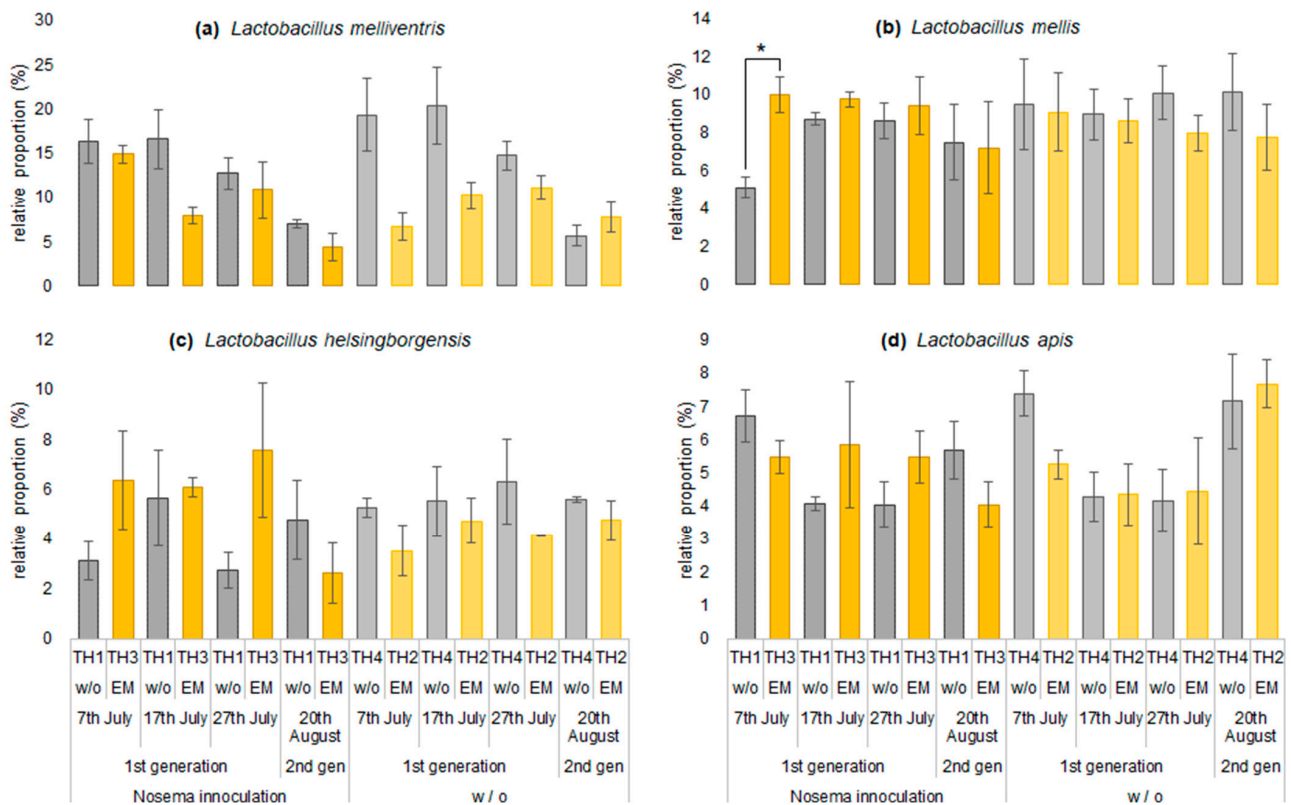 (a) Lactobacillus melliventris
relative proportion (%)
30
25
20
15
10
5
0
(b) Lactobacillus mellis
relative proportion (%)
14
12
10
8
6
4
2
0
*
(c) Lactobacillus helsingborgensis
relative proportion (%)
12
10
8
6
4
2
0
TH1 TH3 TH1 TH3 TH1 TH3 TH1 TH3 TH4 TH2 TH4 TH2 TH4 TH2 TH4 TH2
w/o EM w/o EM w/o EM w/o EM w/o EM w/o EM w/o EM w/o EM
7th July 17th July 27th July 20th August 7th July 17th July 27th July 20th August
1st generation 2nd gen 1st generation 2nd gen
Nosema innoculation w / o
(d) Lactobacillus apis
relative proportion (%)
9
8
7
6
5
4
3
2
1
0
TH1 TH3 TH1 TH3 TH1 TH3 TH1 TH3 TH4 TH2 TH4 TH2 TH4 TH2 TH4 TH2
w/o EM w/o EM w/o EM w/o EM w/o EM w/o EM w/o EM w/o EM
7th July 17th July 27th July 20th August 7th July 17th July 27th July 20th August
1st generation 2nd gen 1st generation 2nd gen
Nosema innoculation w / o